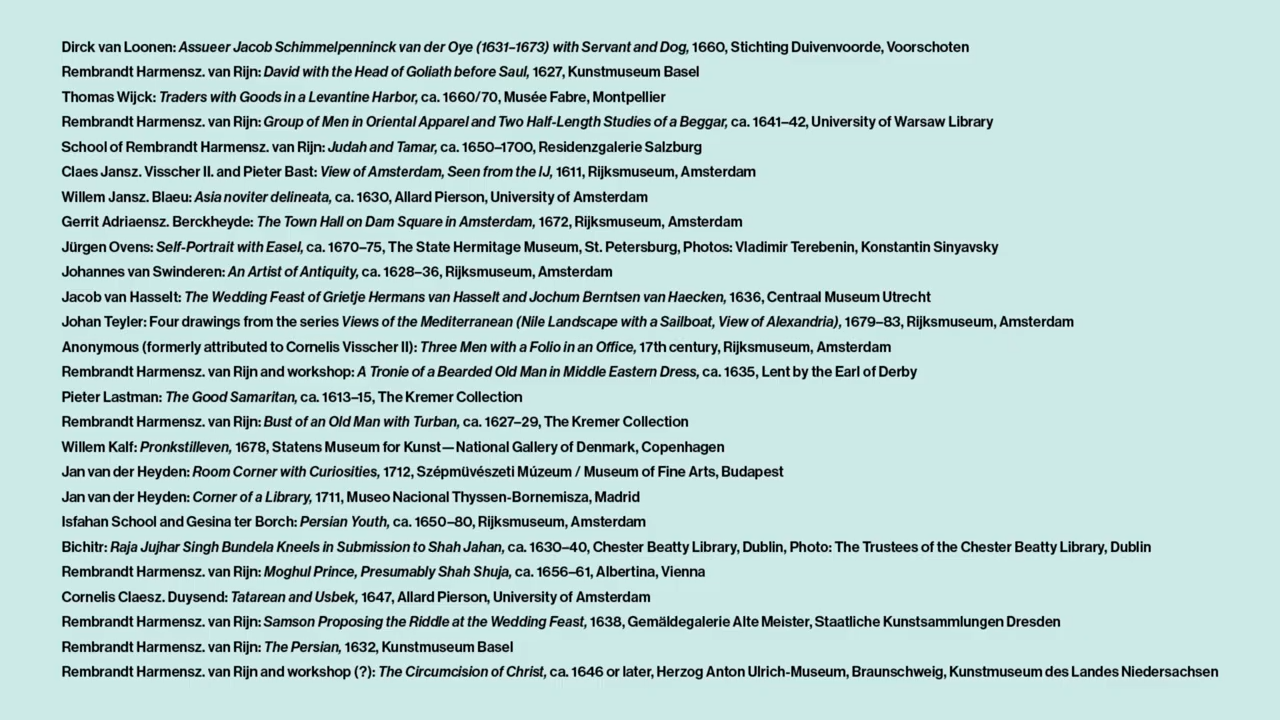 Dirck van Loonen: Assueer Jacob Schimmelpenninck van der Oye (1631–1673) with Servant and Dog, 1660, Stichting Duivenvoorde, Voorschoten
Rembrandt Harmensz. van Rijn: David with the Head of Goliath before Saul, 1627, Kunstmuseum Basel
Thomas Wijck: Traders with Goods in a Levantine Harbor, ca. 1660/70, Musée Fabre, Montpellier
Rembrandt Harmensz. van Rijn: Group of Men in Oriental Apparel and Two Half-Length Studies of a Beggar, ca. 1641–42, University of Warsaw Library
School of Rembrandt Harmensz. van Rijn: Judah and Tamar, ca. 1650–1700, Residenzgalerie Salzburg
Claes Jansz. Visscher II. and Pieter Bast: View of Amsterdam, Seen from the IJ, 1611, Rijksmuseum, Amsterdam
Willem Jansz. Blaeu: Asia noviter delineata, ca. 1630, Allard Pierson, University of Amsterdam
Gerrit Adriaensz. Berckheyde: The Town Hall on Dam Square in Amsterdam, 1672, Rijksmuseum, Amsterdam
Jürgen Ovens: Self-Portrait with Easel, ca. 1670–75, The State Hermitage Museum, St. Petersburg, Photos: Vladimir Terebenin, Konstantin Sinyavsky
Johannes van Swinderen: An Artist of Antiquity, ca. 1628–36, Rijksmuseum, Amsterdam
Jacob van Hasselt: The Wedding Feast of Grietje Hermans van Hasselt and Jochum Berntsen van Haecken, 1636, Centraal Museum Utrecht
Johan Teyler: Four drawings from the series Views of the Mediterranean (Nile Landscape with a Sailboat, View of Alexandria), 1679–83, Rijksmuseum, Amsterdam
Anonymous (formerly attributed to Cornelis Visscher II): Three Men with a Folio in an Office, 17th century, Rijksmuseum, Amsterdam
Rembrandt Harmensz. van Rijn and workshop: A Tronie of a Bearded Old Man in Middle Eastern Dress, ca. 1635, Lent by the Earl of Derby
Pieter Lastman: The Good Samaritan, ca. 1613–15, The Kremer Collection
Rembrandt Harmensz. van Rijn: Bust of an Old Man with Turban, ca. 1627–29, The Kremer Collection
Willem Kalf: Pronkstilleven, 1678, Statens Museum for Kunst—National Gallery of Denmark, Copenhagen
Jan van der Heyden: Room Corner with Curiosities, 1712, Szépmüvészeti Múzeum / Museum of Fine Arts, Budapest
Jan van der Heyden: Corner of a Library, 1711, Museo Nacional Thyssen-Bornemisza, Madrid
Isfahan School and Gesina ter Borch: Persian Youth, ca. 1650–80, Rijksmuseum, Amsterdam
Bichitr: Raja Jujhar Singh Bundela Kneels in Submission to Shah Jahan, ca. 1630–40, Chester Beatty Library, Dublin, Photo: The Trustees of the Chester Beatty Library, Dublin
Rembrandt Harmensz. van Rijn: Moghul Prince, Presumably Shah Shuja, ca. 1656–61, Albertina, Vienna
Cornelis Claesz. Duysend: Tatarean and Usbek, 1647, Allard Pierson, University of Amsterdam
Rembrandt Harmensz. van Rijn: Samson Proposing the Riddle at the Wedding Feast, 1638, Gemäldegalerie Alte Meister, Staatliche Kunstsammlungen Dresden
Rembrandt Harmensz. van Rijn: The Persian, 1632, Kunstmuseum Basel
Rembrandt Harmensz. van Rijn and workshop (?): The Circumcision of Christ, ca. 1646 or later, Herzog Anton Ulrich-Museum, Braunschweig, Kunstmuseum des Landes Niedersachsen